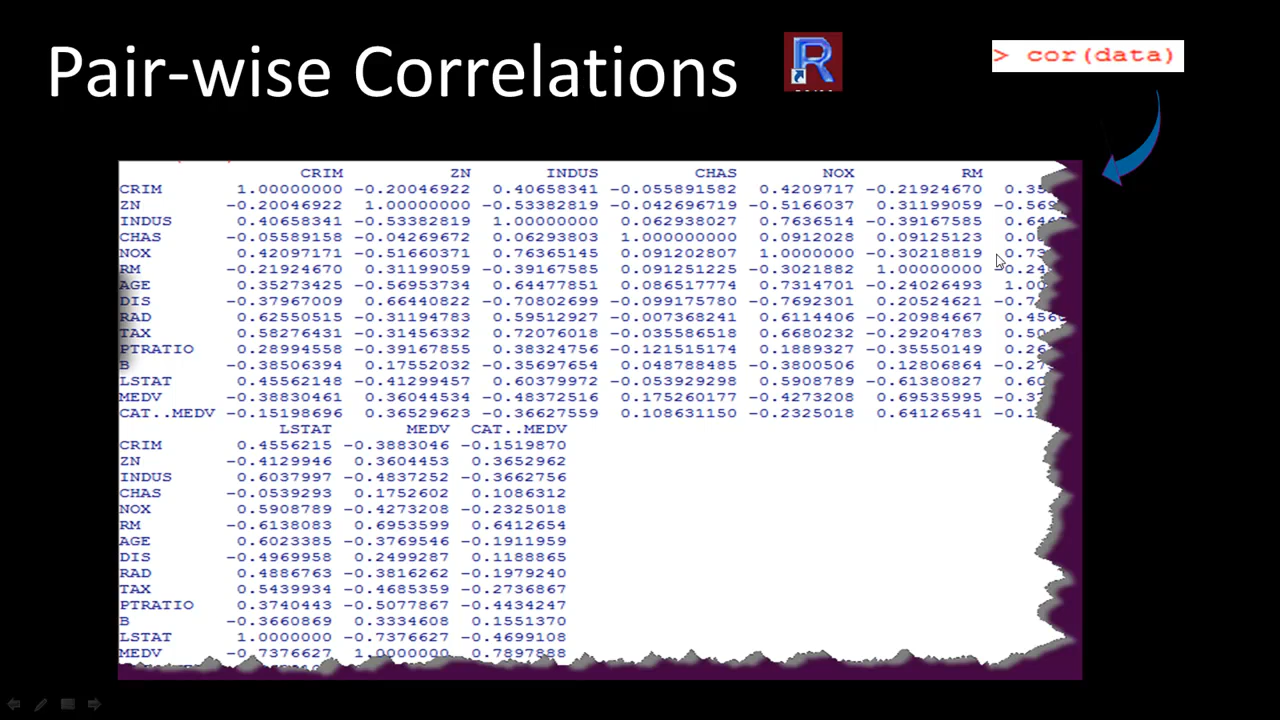 Pair-wise Correlations
> cor(data)
CRIM ZN INDUS CHAS NOX RM
CRIM 1.00000000 -0.20046922 0.40658341 -0.055891582 0.4209717 -0.21924670
ZN -0.20046922 1.00000000 -0.53382819 -0.042696719 -0.5166037 0.31199059
INDUS 0.40658341 -0.53382819 1.00000000 0.062938027 0.7636514 -0.39167585
CHAS -0.05589158 -0.04269672 0.06293803 1.000000000 0.0912028 0.09125123
NOX 0.42097171 -0.51660371 0.76365145 0.091202807 1.0000000 -0.30218819
RM -0.21924670 0.31199059 -0.39167585 0.091251225 -0.3021882 1.00000000
AGE 0.35273425 -0.56953734 0.64477851 0.086517774 0.7314701 -0.24026493
DIS -0.37967009 0.66440822 -0.70802699 -0.099175780 -0.7692301 0.20524621
RAD 0.62550515 -0.31194783 0.59512927 -0.007368241 0.6114406 -0.20984667
TAX 0.58276431 -0.31456332 0.72076018 -0.035586518 0.6680232 -0.29204783
PTRATIO 0.28994558 -0.39167855 0.38324756 -0.121515174 0.1889327 -0.35550149
B -0.38506394 0.17552032 -0.35697654 0.048788485 -0.3800506 0.12806864
LSTAT 0.45562148 -0.41299457 0.60379972 -0.053929298 0.5908789 -0.61380827
MEDV -0.38830461 0.36044534 -0.48372516 0.175260177 -0.4273208 0.69535995
CAT..MEDV -0.15198696 0.36529623 -0.36627559 0.108631150 -0.2325018 0.64126541
LSTAT MEDV CAT..MEDV
CRIM 0.4556215 -0.3883046 -0.1519870
ZN -0.4129946 0.3604453 0.3652962
INDUS 0.6037997 -0.4837252 -0.3662756
CHAS -0.0539293 0.1752602 0.1086312
NOX 0.5908789 -0.4273208 -0.2325018
RM -0.6138083 0.6953599 0.6412654
AGE 0.6023385 -0.3769546 -0.1911959
DIS -0.4969958 0.2499287 0.1188865
RAD 0.4886763 -0.3816262 -0.1979240
TAX 0.5439934 -0.4685359 -0.2736867
PTRATIO 0.3740443 -0.5077867 -0.4434247
B -0.3660869 0.3334608 0.1551370
LSTAT 1.0000000 -0.7376627 -0.4699108
MEDV -0.7376627 1.0000000 0.7897888